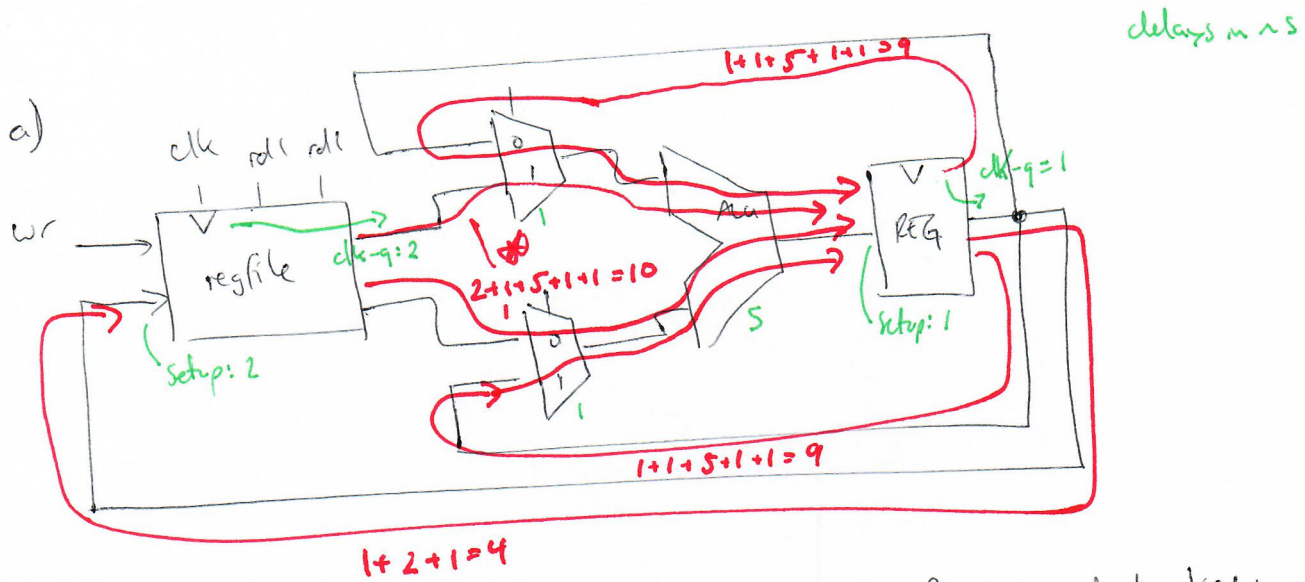 delays in ns
1+1+5+1+1=9
a)
clk rd1 rd1
0
1
1
ALU
clk-q=1
wr
regfile
clk-q:2
REG
2+1+5+1+1=10
1
0
1
1
5
setup: 1
setup: 2
1+1+5+1+1=9
1+2+1=4